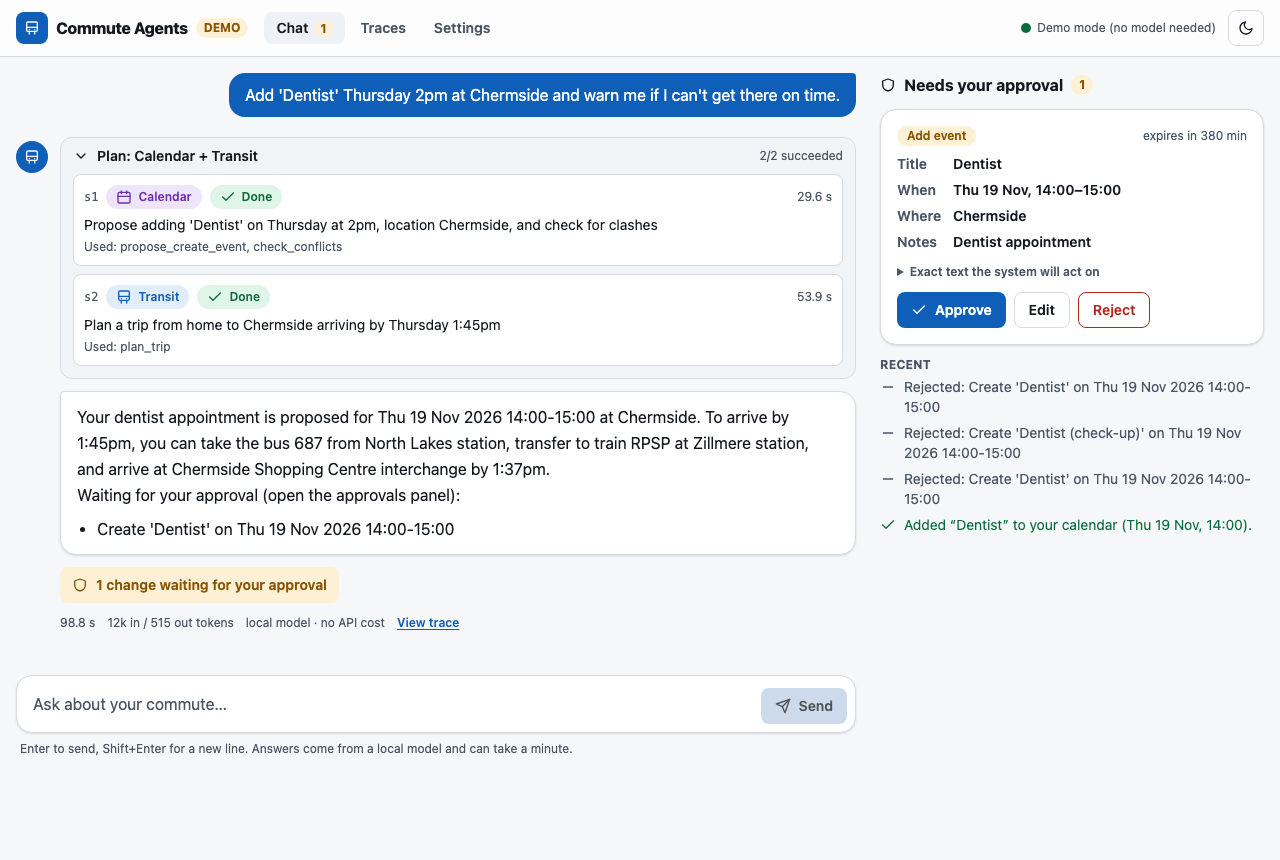 Commute Agents DEMO Chat 1 Traces Settings Demo mode (no model needed)
Add 'Dentist' Thursday 2pm at Chermside and warn me if I can't get there on time.
Plan: Calendar + Transit 2/2 succeeded
s1 Calendar Done 29.6 s
Propose adding 'Dentist' on Thursday at 2pm, location Chermside, and check for clashes
Used: propose_create_event, check_conflicts
s2 Transit Done 53.9 s
Plan a trip from home to Chermside arriving by Thursday 1:45pm
Used: plan_trip
Your dentist appointment is proposed for Thu 19 Nov 2026 14:00-15:00 at Chermside. To arrive by
1:45pm, you can take the bus 687 from North Lakes station, transfer to train RPSP at Zillmere station,
and arrive at Chermside Shopping Centre interchange by 1:37pm.
Waiting for your approval (open the approvals panel):
• Create 'Dentist' on Thu 19 Nov 2026 14:00-15:00
1 change waiting for your approval
98.8 s 12k in / 515 out tokens local model · no API cost View trace
Ask about your commute...
Send
Enter to send, Shift+Enter for a new line. Answers come from a local model and can take a minute.
Needs your approval 1
Add event expires in 380 min
Title Dentist
When Thu 19 Nov, 14:00–15:00
Where Chermside
Notes Dentist appointment
Exact text the system will act on
Approve Edit Reject
RECENT
Rejected: Create 'Dentist' on Thu 19 Nov 2026 14:00-
15:00
Rejected: Create 'Dentist (check-up)' on Thu 19 Nov
2026 14:00-15:00
Rejected: Create 'Dentist' on Thu 19 Nov 2026 14:00-
15:00
Added “Dentist” to your calendar (Thu 19 Nov, 14:00).